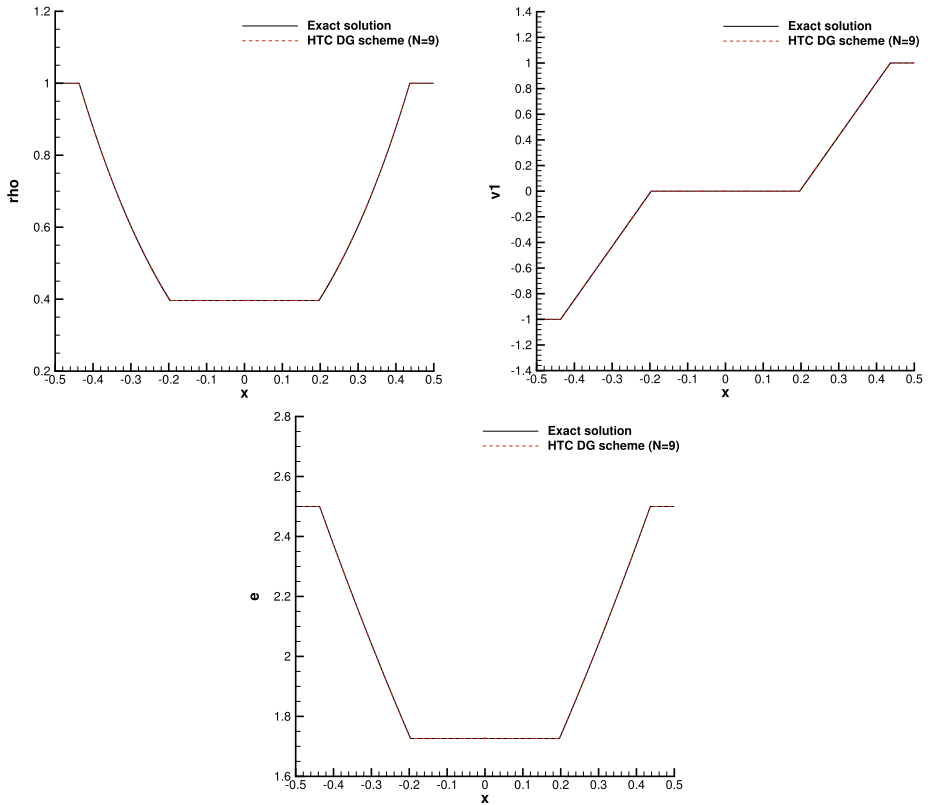 Exact solution
HTC DG scheme (N=9)
rho
1.2
1
0.8
0.6
0.4
0.2
-0.5 -0.4 -0.3 -0.2 -0.1 0 0.1 0.2 0.3 0.4 0.5
x
Exact solution
HTC DG scheme (N=9)
v1
1.4
1.2
1
0.8
0.6
0.4
0.2
0
-0.2
-0.4
-0.6
-0.8
-1
-1.2
-1.4
-0.5 -0.4 -0.3 -0.2 -0.1 0 0.1 0.2 0.3 0.4 0.5
x
Exact solution
HTC DG scheme (N=9)
e
2.8
2.6
2.4
2.2
2
1.8
1.6
-0.5 -0.4 -0.3 -0.2 -0.1 0 0.1 0.2 0.3 0.4 0.5
x